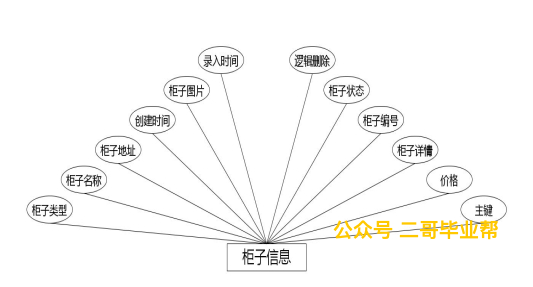 录入时间
逻辑删除
柜子图片
柜子状态
创建时间
柜子编号
柜子地址
柜子详情
柜子名称
价格
柜子类型
主键
公众号 二哥毕业帮
柜子信息